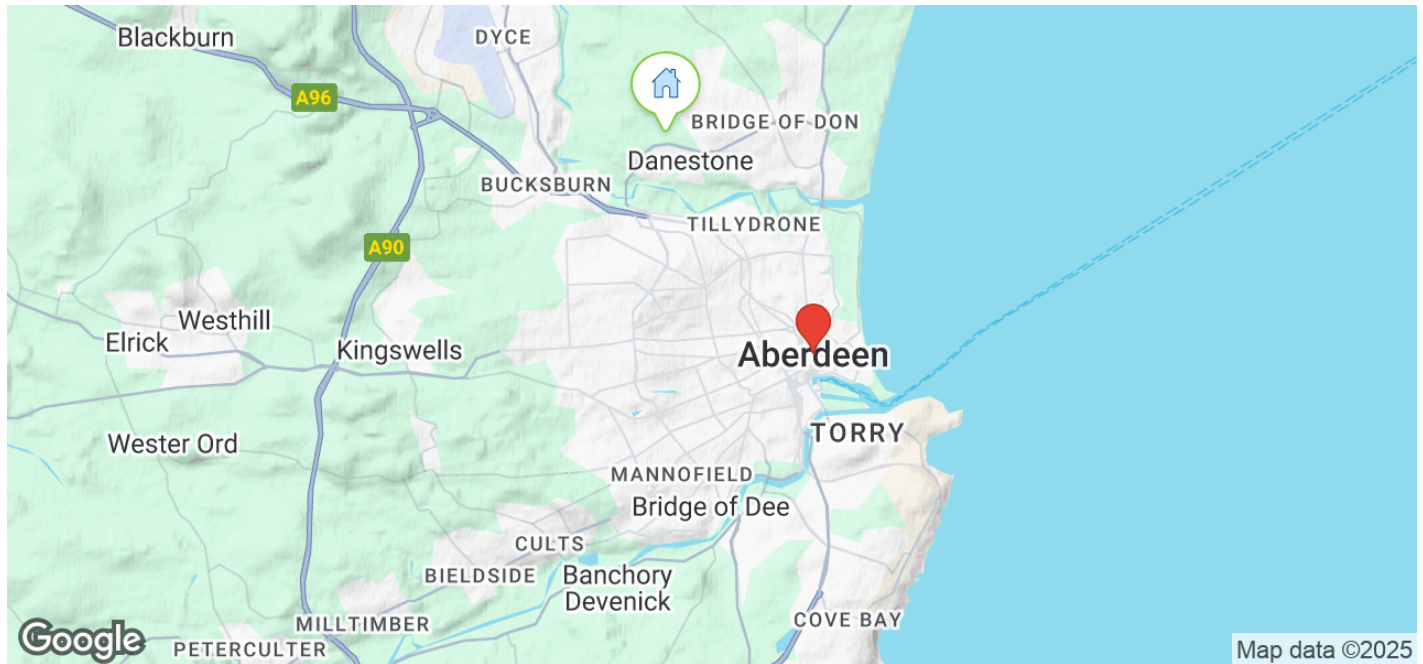 Blackburn
DYCE
A96
BRIDGE OF DON
Danestone
BUCKSBURN
TILLYDRONE
A90
Westhill
Elrick
Kingswells
Aberdeen
TORRY
Wester Ord
MANNOFIELD
Bridge of Dee
CULTS
BIELDSIDE
Banchory
Devenick
MILLTIMBER
COVE BAY
PETERCULTER
Google
Map data ©2025